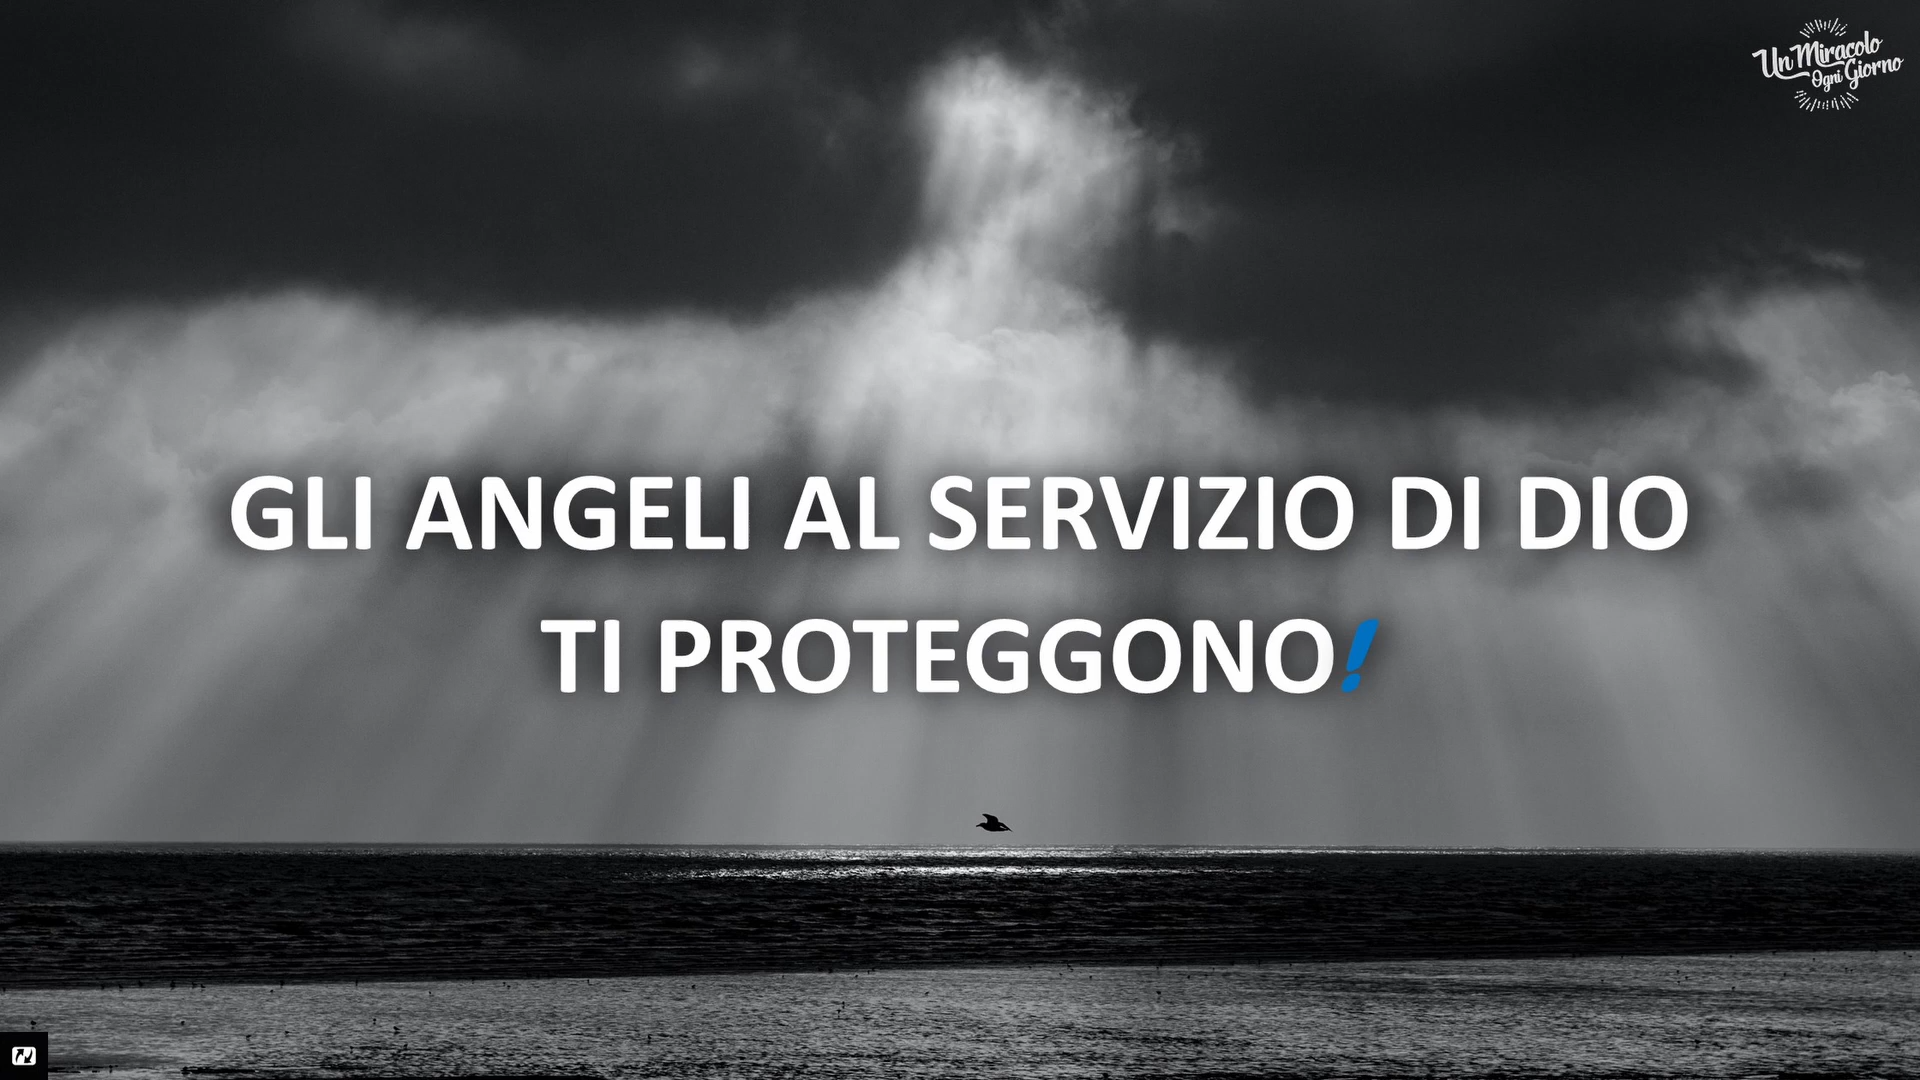 Un Miracolo
Ogni Giorno
GLI ANGELI AL SERVIZIO DI DIO
TI PROTEGGONO!